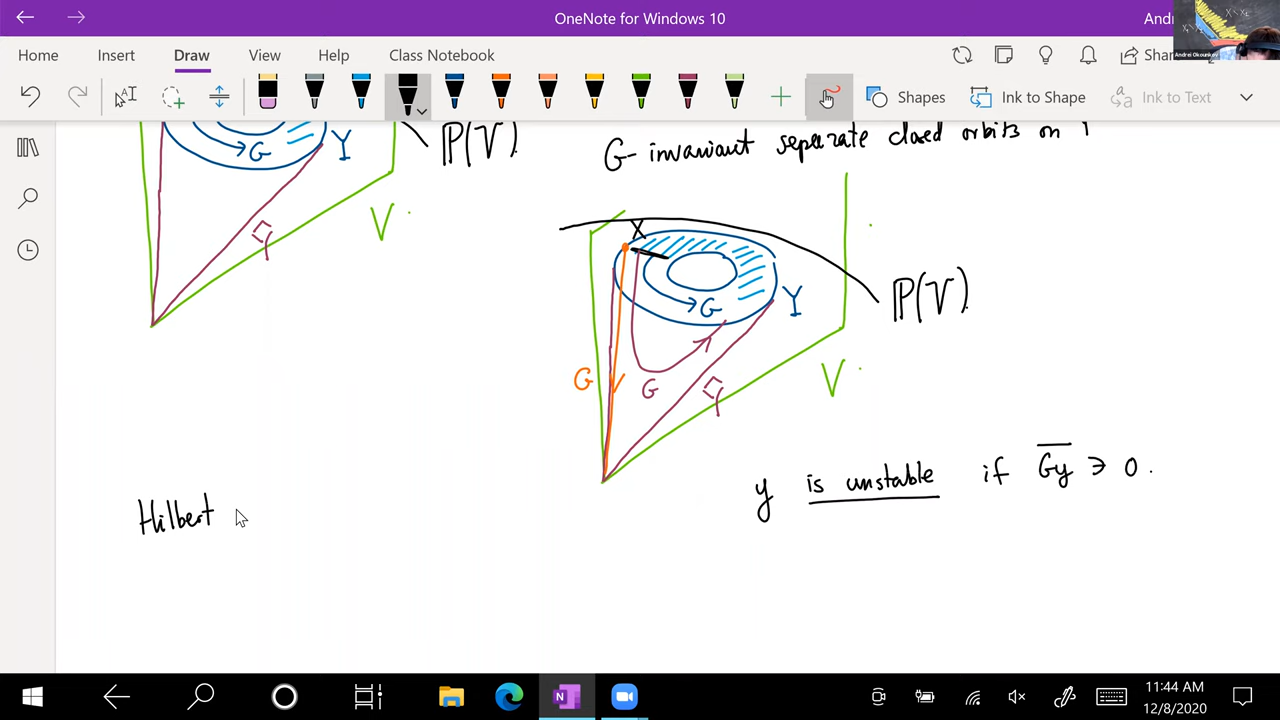 OneNote for Windows 10
Home Insert Draw View Help Class Notebook
Shapes Ink to Shape Ink to Text
G Y P(V) G-invariant separate closed orbits on
V
X
G Y P(V)
G G V
y is unstable if Gy ∋ 0.
Hilbert
11:44 AM
12/8/2020